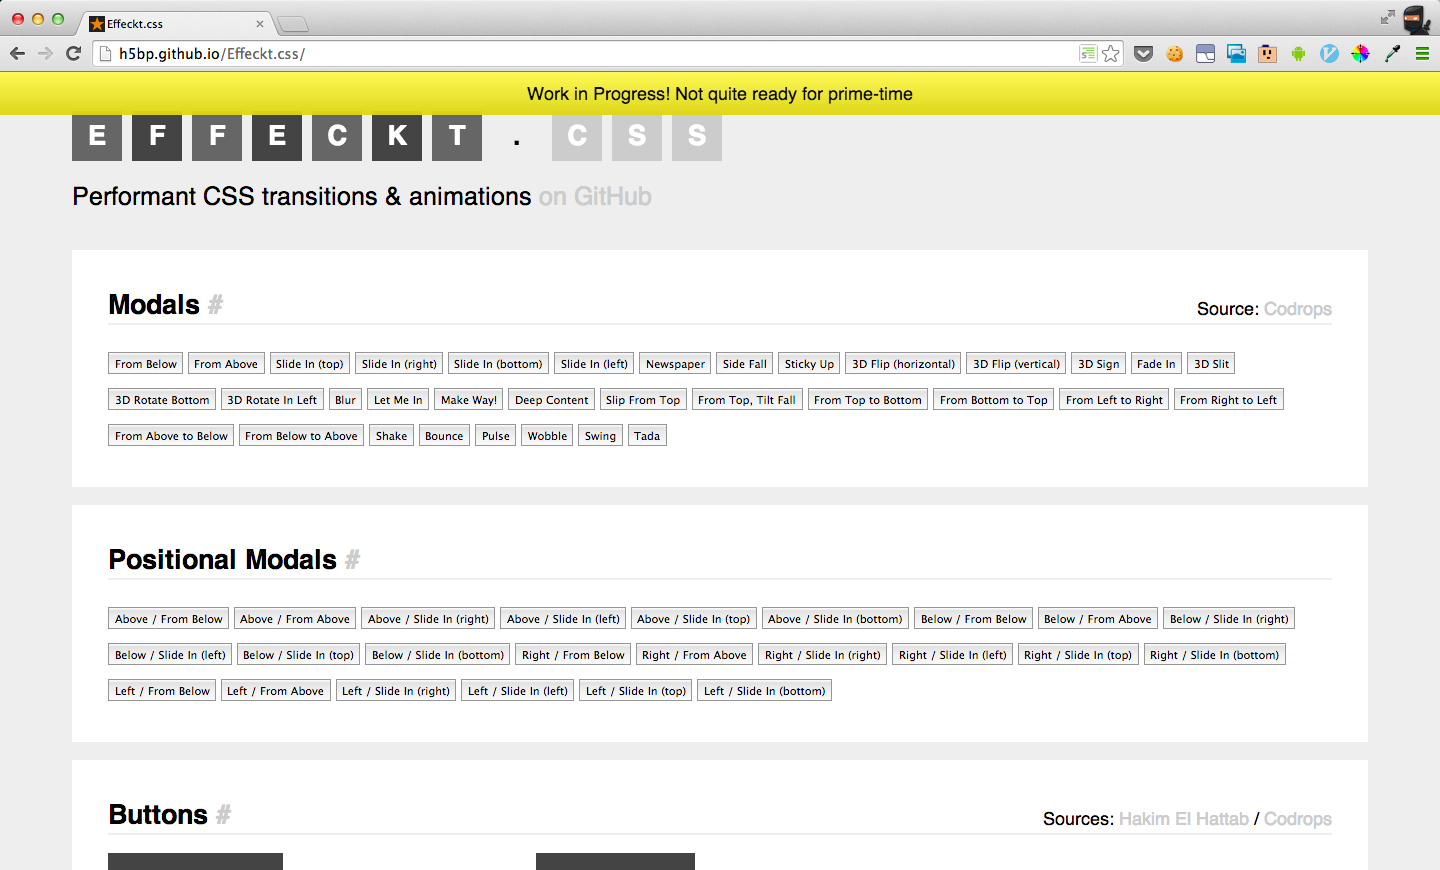 Effeckt.css
h5bp.github.io/Effeckt.css/
Work in Progress! Not quite ready for prime-time
EFFECKT.CSS
Performant CSS transitions & animations on GitHub
Modals #
Source: Codrops
From Below From Above Slide In (top) Slide In (right) Slide In (bottom) Slide In (left) Newspaper Side Fall Sticky Up 3D Flip (horizontal) 3D Flip (vertical) 3D Sign Fade In 3D Slit
3D Rotate Bottom 3D Rotate In Left Blur Let Me In Make Way! Deep Content Slip From Top From Top, Tilt Fall From Top to Bottom From Bottom to Top From Left to Right From Right to Left
From Above to Below From Below to Above Shake Bounce Pulse Wobble Swing Tada
Positional Modals #
Above / From Below Above / From Above Above / Slide In (right) Above / Slide In (left) Above / Slide In (top) Above / Slide In (bottom) Below / From Below Below / From Above Below / Slide In (right)
Below / Slide In (left) Below / Slide In (top) Below / Slide In (bottom) Right / From Below Right / From Above Right / Slide In (right) Right / Slide In (left) Right / Slide In (top) Right / Slide In (bottom)
Left / From Below Left / From Above Left / Slide In (right) Left / Slide In (left) Left / Slide In (top) Left / Slide In (bottom)
Buttons #
Sources: Hakim El Hattab / Codrops